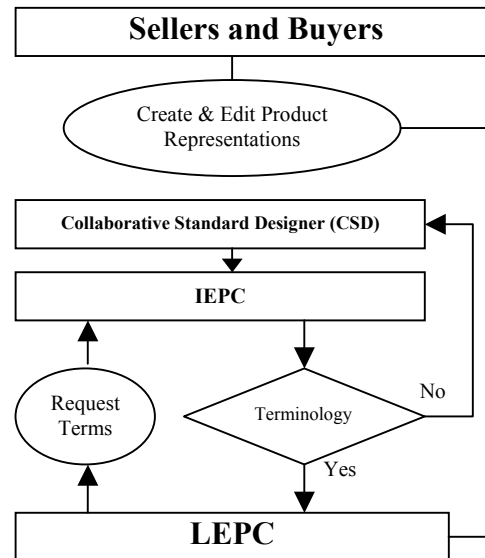 Sellers and Buyers
Create & Edit Product
Representations
Collaborative Standard Designer (CSD)
IEPC
Request
Terms
Terminology
No
Yes
LEPC